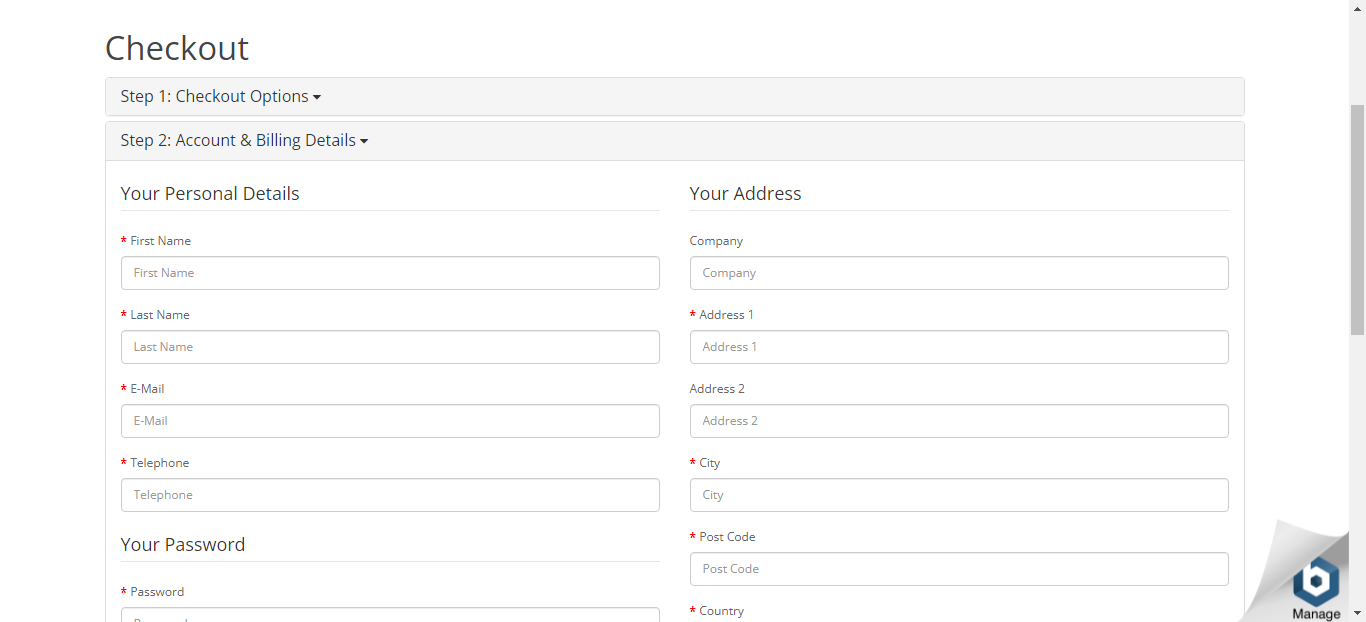 Checkout
Step 1: Checkout Options
Step 2: Account & Billing Details
Your Personal Details
* First Name
First Name
* Last Name
Last Name
* E-Mail
E-Mail
* Telephone
Telephone
Your Password
* Password
Your Address
Company
Company
* Address 1
Address 1
Address 2
Address 2
* City
City
* Post Code
Post Code
* Country
Manage